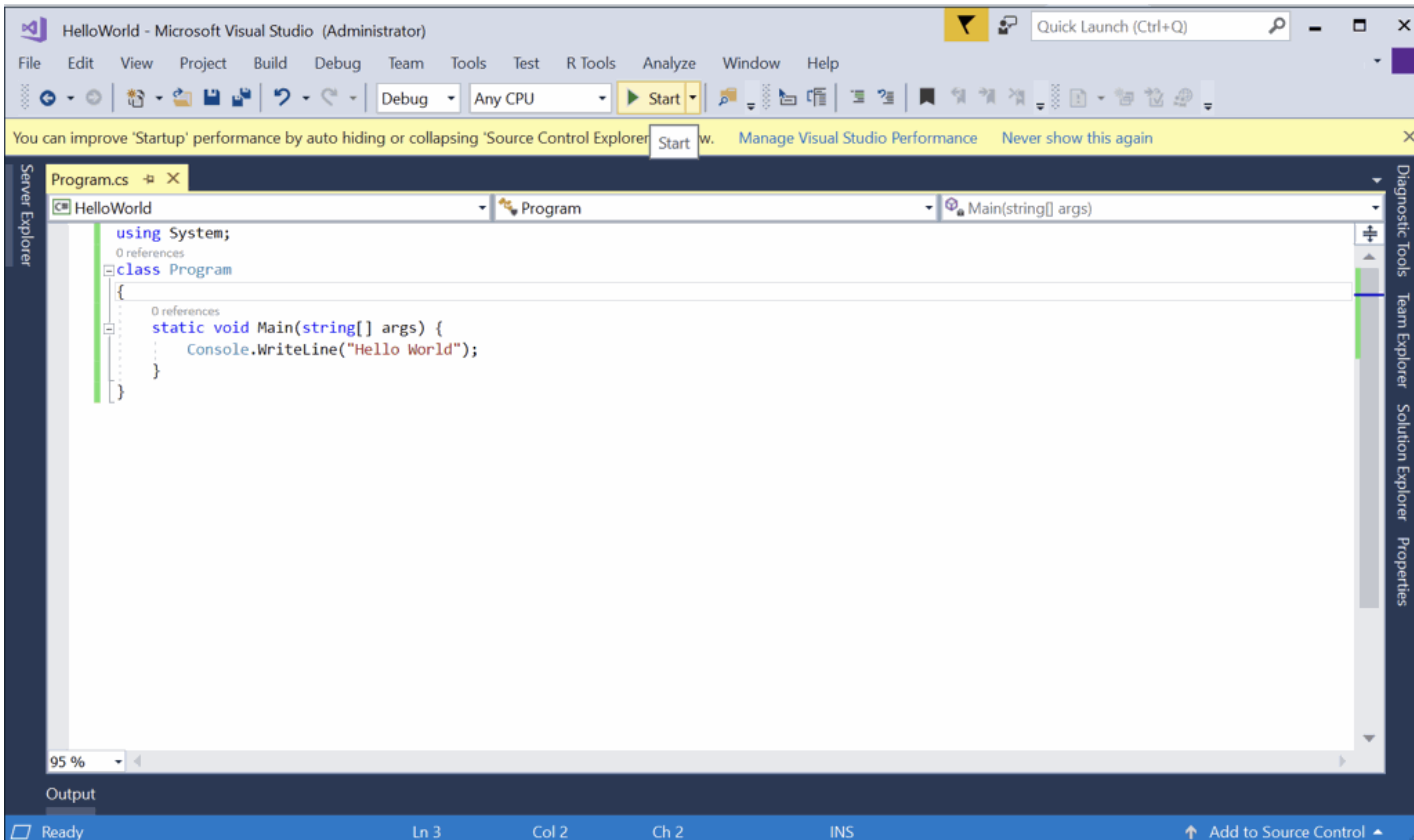 HelloWorld - Microsoft Visual Studio (Administrator)
Quick Launch (Ctrl+Q)
File Edit View Project Build Debug Team Tools Test R Tools Analyze Window Help
Debug Any CPU Start
You can improve 'Startup' performance by auto hiding or collapsing 'Source Control Explorer w. Manage Visual Studio Performance Never show this again
Start
Server Explorer
Program.cs
HelloWorld Program Main(string[] args)
using System;
0 references
class Program
{
0 references
static void Main(string[] args) {
Console.WriteLine("Hello World");
}
}
Diagnostic Tools
Team Explorer
Solution Explorer
Properties
95 %
Output
Ready Ln 3 Col 2 Ch 2 INS Add to Source Control